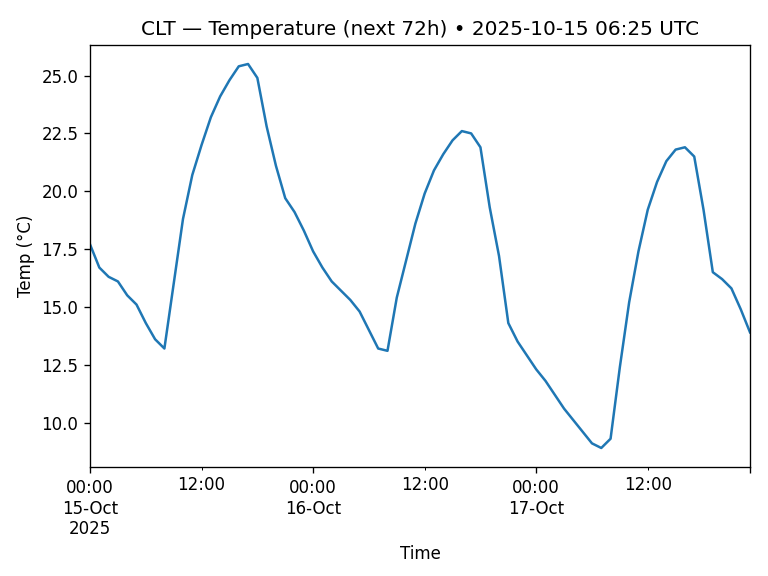 CLT — Temperature (next 72h) • 2025-10-15 06:25 UTC
25.0
22.5
20.0
17.5
15.0
12.5
10.0
Temp (°C)
00:00 12:00 00:00 12:00 00:00 12:00
15-Oct 16-Oct 17-Oct
2025
Time